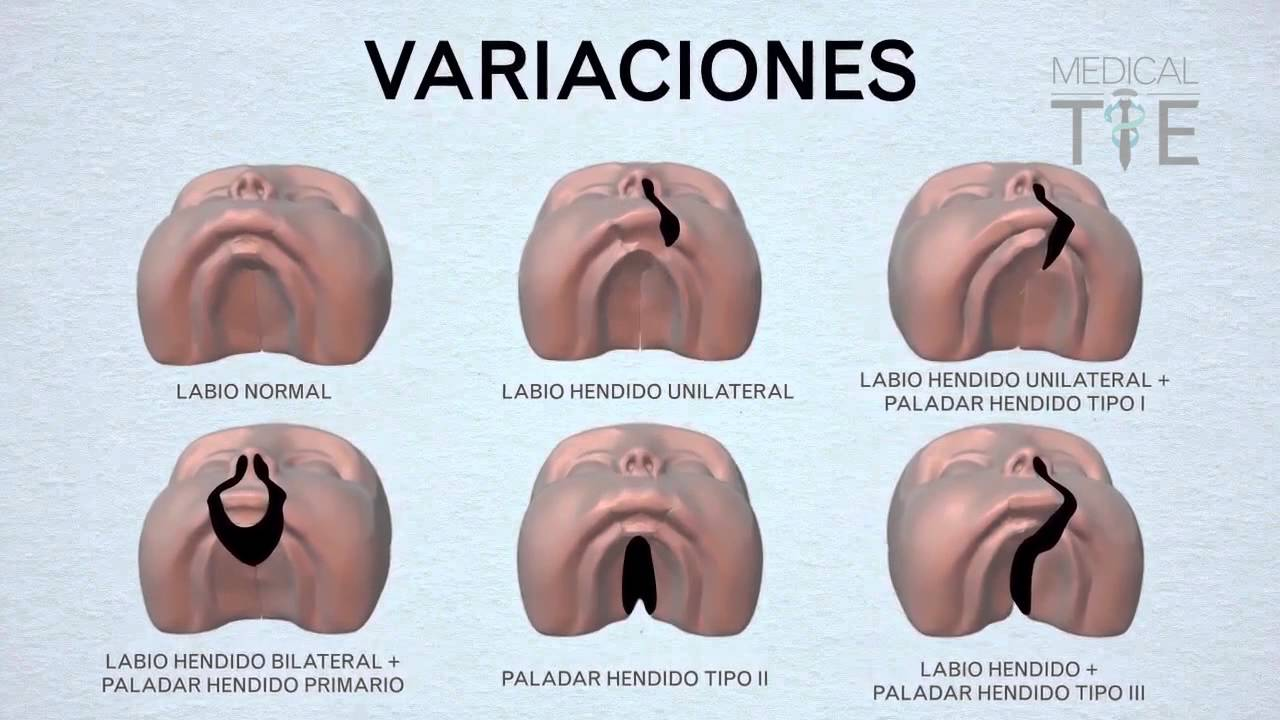 VARIACIONES
MEDICAL
TIE
LABIO NORMAL
LABIO HENDIDO UNILATERAL
LABIO HENDIDO UNILATERAL +
PALADAR HENDIDO TIPO I
LABIO HENDIDO BILATERAL +
PALADAR HENDIDO PRIMARIO
PALADAR HENDIDO TIPO II
LABIO HENDIDO +
PALADAR HENDIDO TIPO III